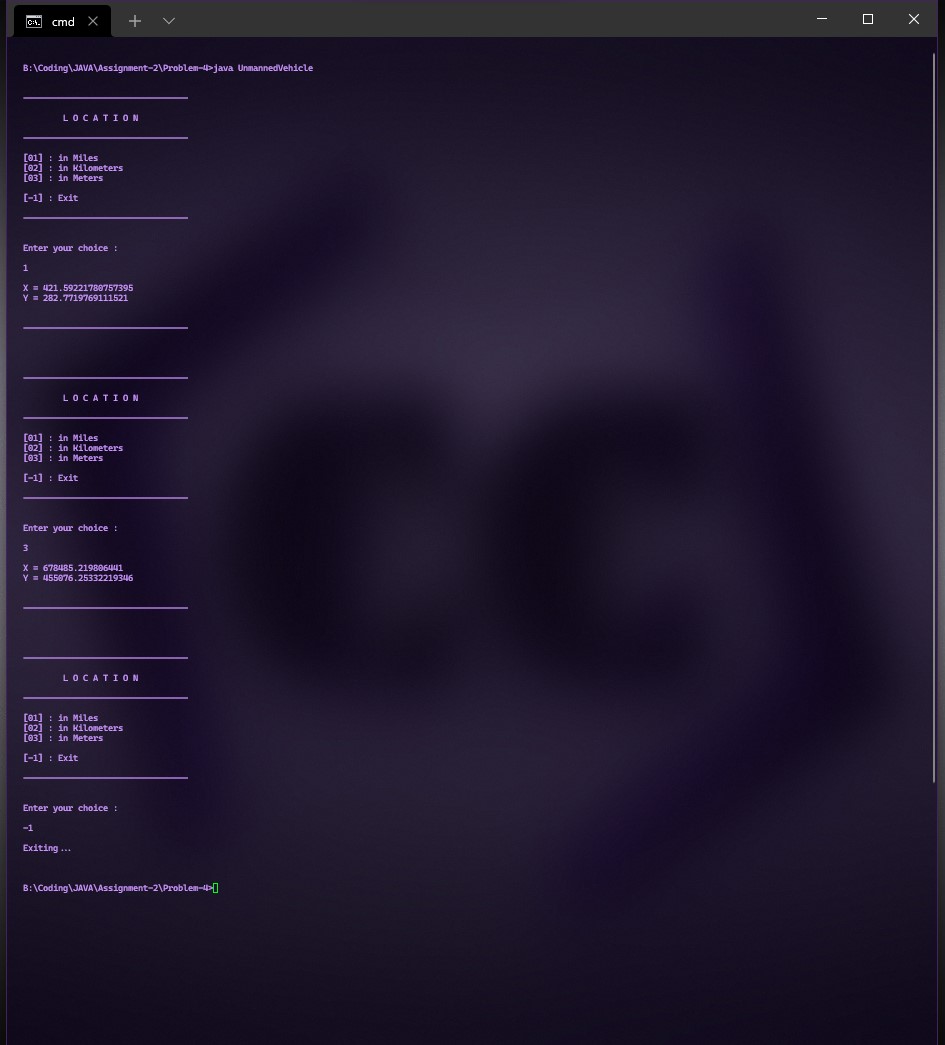 cmd
B:\Coding\JAVA\Assignment-2\Problem-4>java UnmannedVehicle
L O C A T I O N
[01] : in Miles
[02] : in Kilometers
[03] : in Meters
[-1] : Exit
Enter your choice :
1
X = 421.59221780757395
Y = 282.7719769111521
L O C A T I O N
[01] : in Miles
[02] : in Kilometers
[03] : in Meters
[-1] : Exit
Enter your choice :
3
X = 678485.219806441
Y = 455076.25332219346
L O C A T I O N
[01] : in Miles
[02] : in Kilometers
[03] : in Meters
[-1] : Exit
Enter your choice :
-1
Exiting...
B:\Coding\JAVA\Assignment-2\Problem-4>
CC